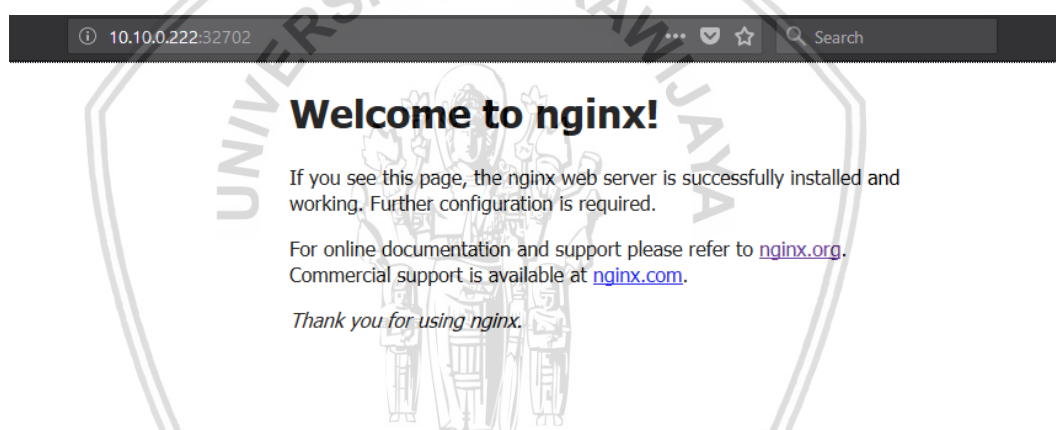 10.10.0.222:32702
Search
Welcome to nginx!
If you see this page, the nginx web server is successfully installed and
working. Further configuration is required.
For online documentation and support please refer to nginx.org.
Commercial support is available at nginx.com.
Thank you for using nginx.
UNIVERS
RAWIJAYA